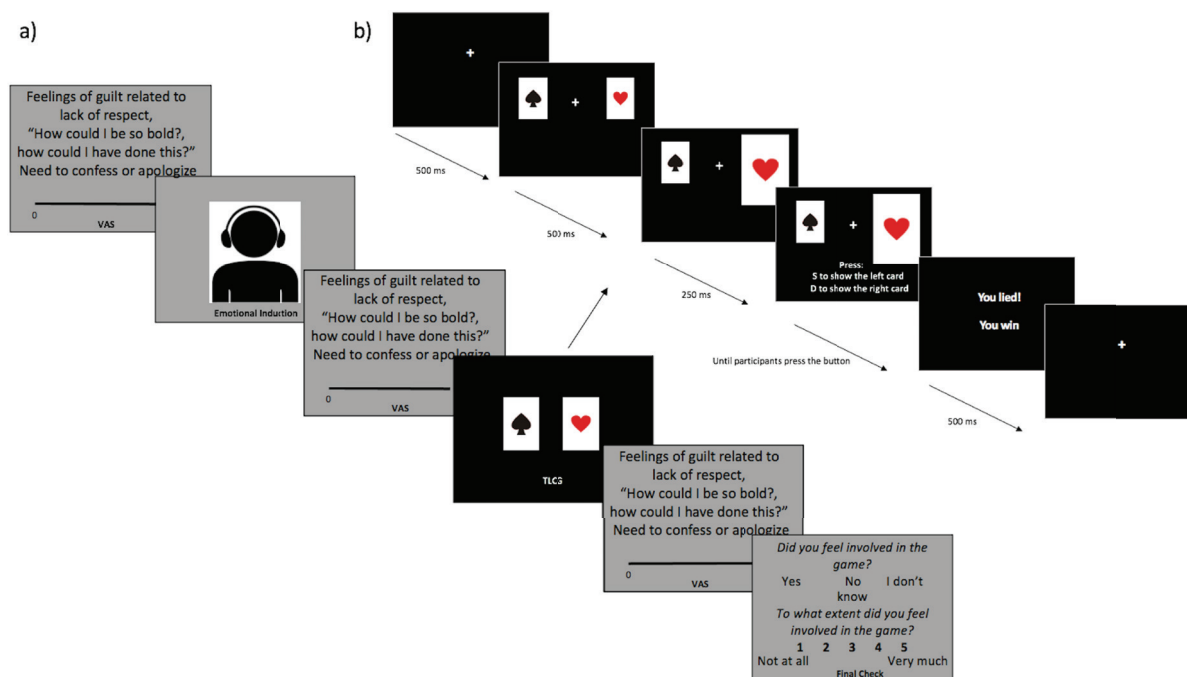 a)
Feelings of guilt related to
lack of respect,
“How could I be so bold?,
how could I have done this?”
Need to confess or apologize
0
VAS
Emotional Induction
Feelings of guilt related to
lack of respect,
“How could I be so bold?,
how could I have done this?”
Need to confess or apologize
0
VAS
TLCG
Feelings of guilt related to
lack of respect,
“How could I be so bold?,
how could I have done this?”
Need to confess or apologize
0
VAS
Did you feel involved in the
game?
Yes No I don’t
know
To what extent did you feel
involved in the game?
1 2 3 4 5
Not at all Very much
Final Check
b)
+
+
+
+
Press:
S to show the left card
D to show the right card
You lied!
You win
+
500 ms
500 ms
250 ms
Until participants press the button
500 ms